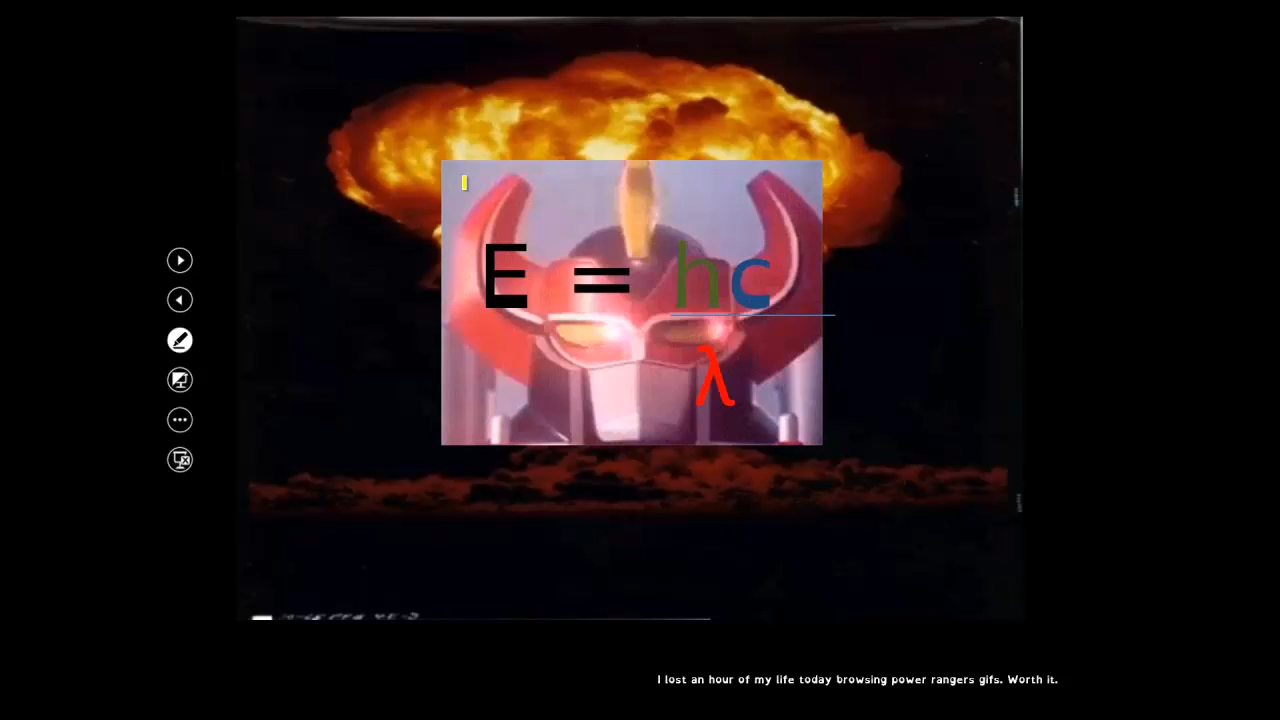 E = hc
λ
I lost an hour of my life today browsing power rangers gifs. Worth it.